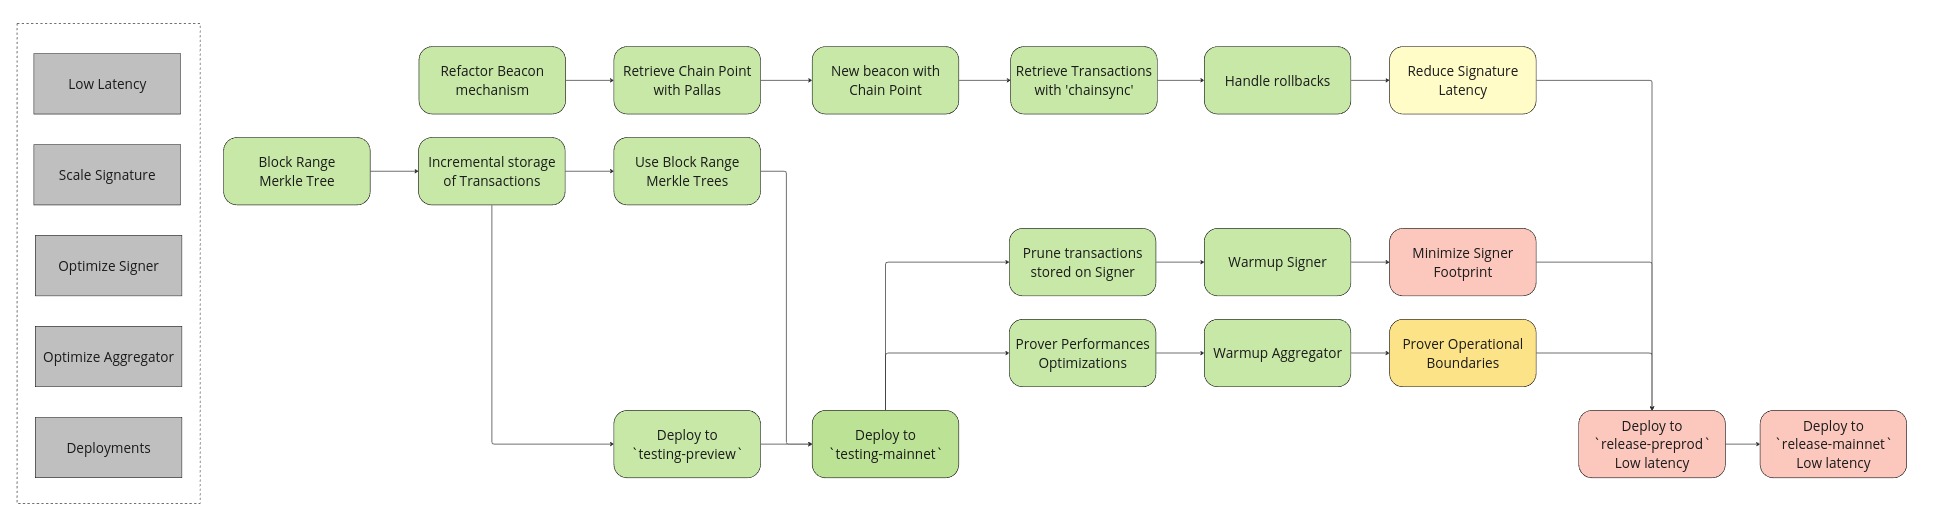 Low Latency
Refactor Beacon
mechanism
Retrieve Chain Point
with Pallas
New beacon with
Chain Point
Retrieve Transactions
with 'chainsync'
Handle rollbacks
Reduce Signature
Latency
Scale Signature
Block Range
Merkle Tree
Incremental storage
of Transactions
Use Block Range
Merkle Trees
Optimize Signer
Prune transactions
stored on Signer
Warmup Signer
Minimize Signer
Footprint
Optimize Aggregator
Prover Performances
Optimizations
Warmup Aggregator
Prover Operational
Boundaries
Deployments
Deploy to
`testing-preview`
Deploy to
`testing-mainnet`
Deploy to
`release-preprod`
Low latency
Deploy to
`release-mainnet`
Low latency